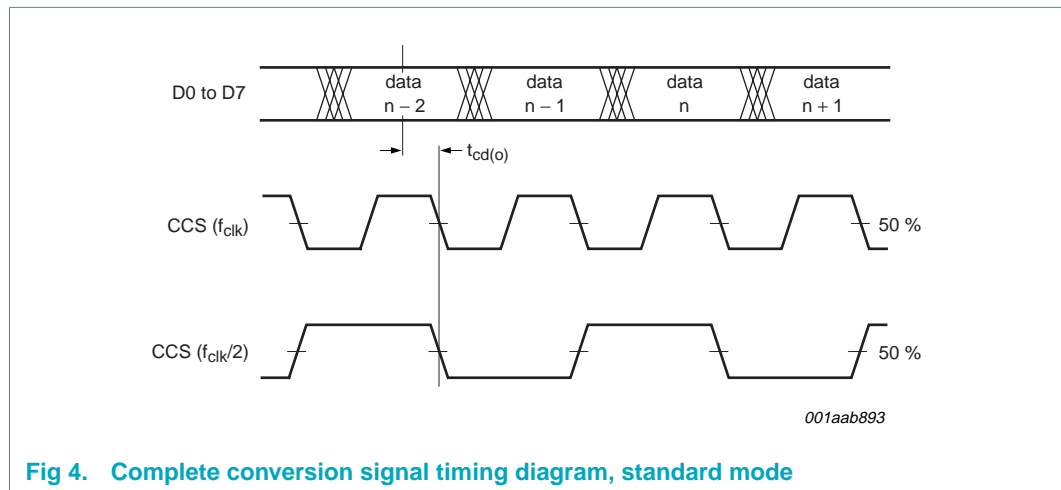 D0 to D7
data
n − 2
data
n − 1
data
n
data
n + 1
tcd(o)
CCS (fclk)
50 %
CCS (fclk/2)
50 %
001aab893
Fig 4. Complete conversion signal timing diagram, standard mode